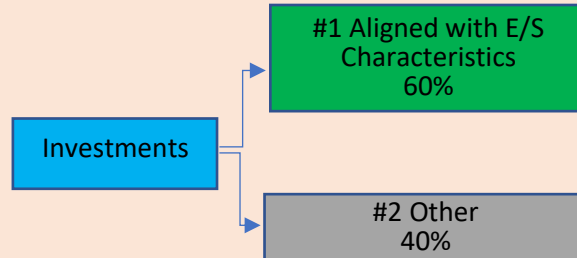 #1 Aligned with E/S
Characteristics
60%
Investments
#2 Other
40%